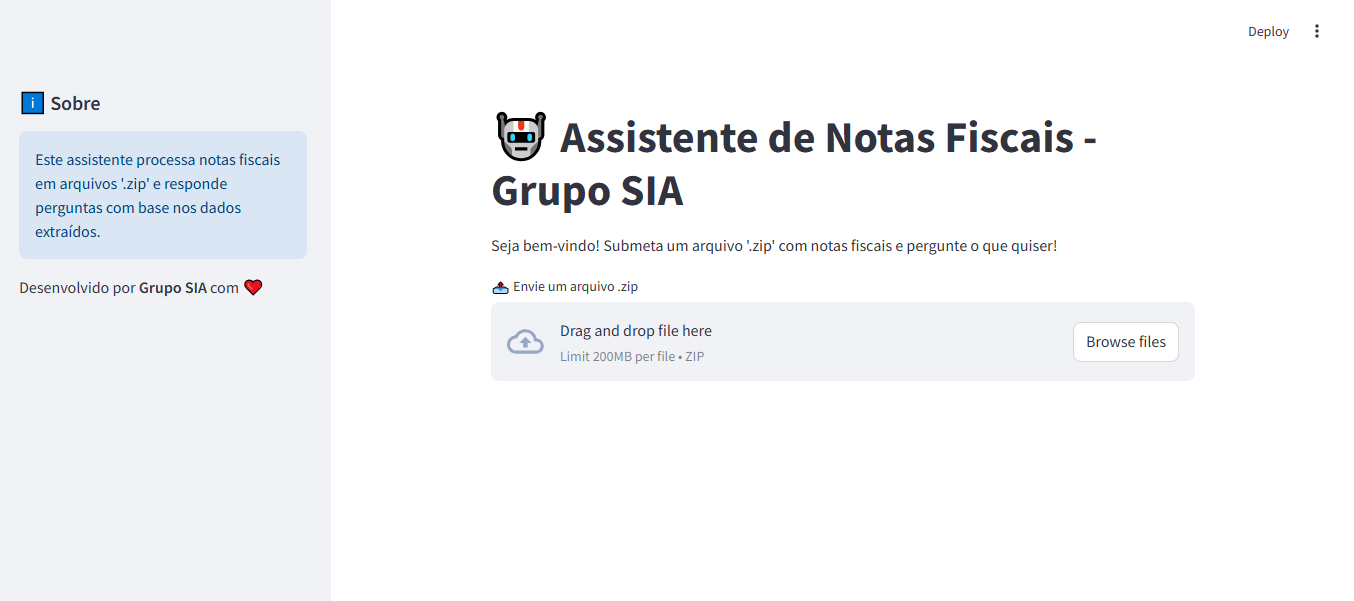 Deploy
Sobre
Este assistente processa notas fiscais
em arquivos '.zip' e responde
perguntas com base nos dados
extraídos.
Desenvolvido por Grupo SIA com
Assistente de Notas Fiscais -
Grupo SIA
Seja bem-vindo! Submeta um arquivo '.zip' com notas fiscais e pergunte o que quiser!
Envie um arquivo .zip
Drag and drop file here
Limit 200MB per file • ZIP
Browse files